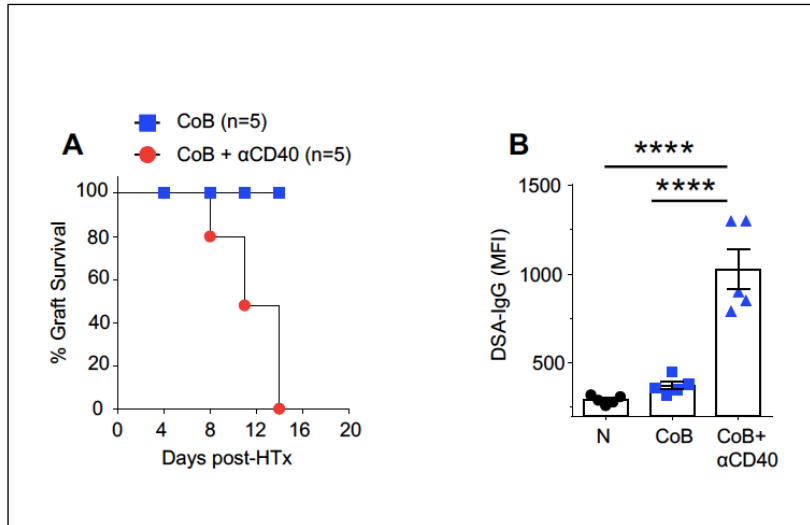 A
CoB (n=5)
CoB + αCD40 (n=5)
% Graft Survival
100
80
60
40
20
0
0 4 8 12 16 20
Days post-HTx
B
****
****
DSA-IgG (MFI)
1500
1000
500
N CoB CoB+
αCD40